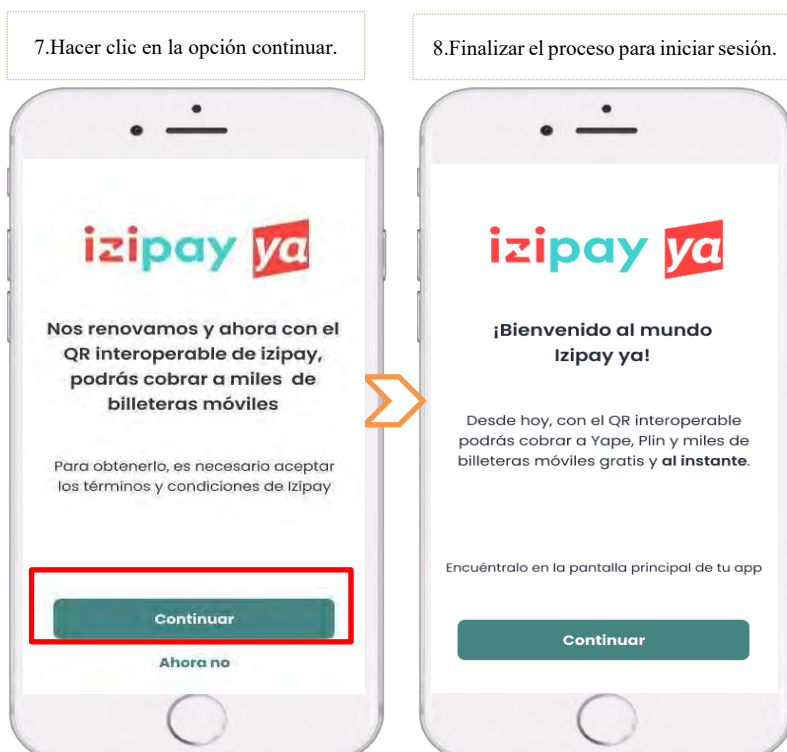 7.Hacer clic en la opción continuar.
izipay ya
Nos renovamos y ahora con el
QR interoperable de izipay,
podrás cobrar a miles de
billeteras móviles
Para obtenerlo, es necesario aceptar
los términos y condiciones de Izipay
Continuar
Ahora no
8.Finalizar el proceso para iniciar sesión.
izipay ya
¡Bienvenido al mundo
Izipay ya!
Desde hoy, con el QR interoperable
podrás cobrar a Yape, Plin y miles de
billeteras móviles gratis y al instante.
Encuéntralo en la pantalla principal de tu app
Continuar